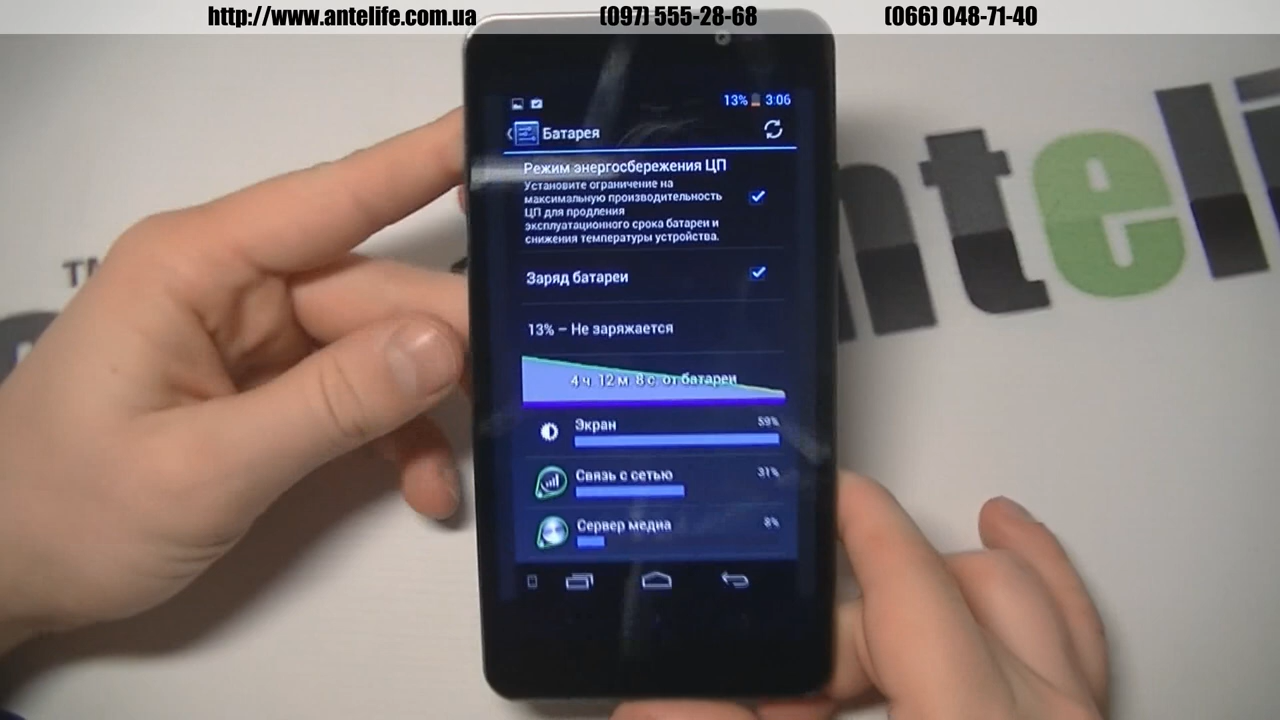 http://www.antelife.com.ua (097) 555-28-68 (066) 048-71-40
13% 3:06
Батарея
Режим энергосбережения ЦП
Установите ограничение на
максимальную производительность
ЦП для продления
эксплуатационного срока батареи и
снижения температуры устройства.
Заряд батареи
13% – Не заряжается
4 ч 12 м 8 с от батареи
Экран 59%
Связь с сетью 31%
Сервер медиа 8%
TM
anteli